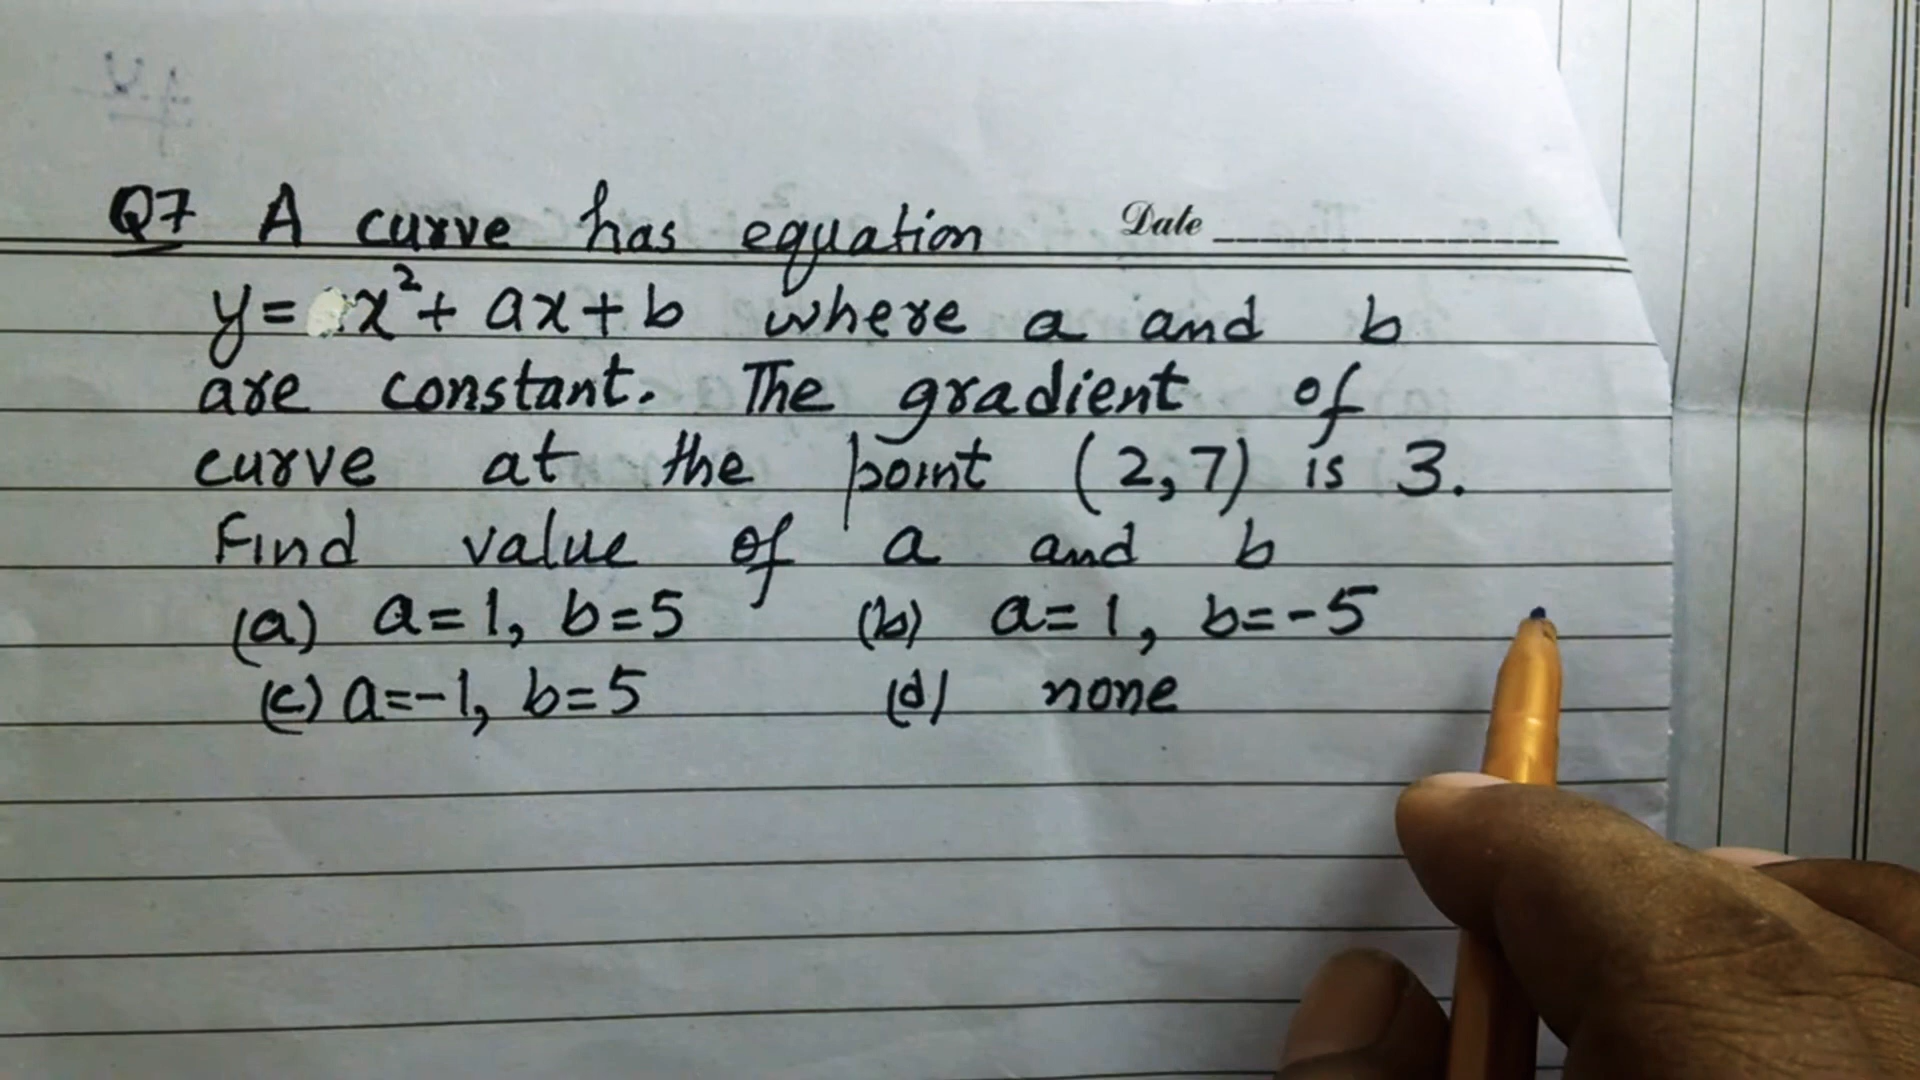 Q7 A curve has equation Date
y = x² + ax + b where a and b
are constant. The gradient of
curve at the point (2,7) is 3.
Find value of a and b
(a) a=1, b=5 (b) a=1, b=-5
(c) a=-1, b=5 (d) none